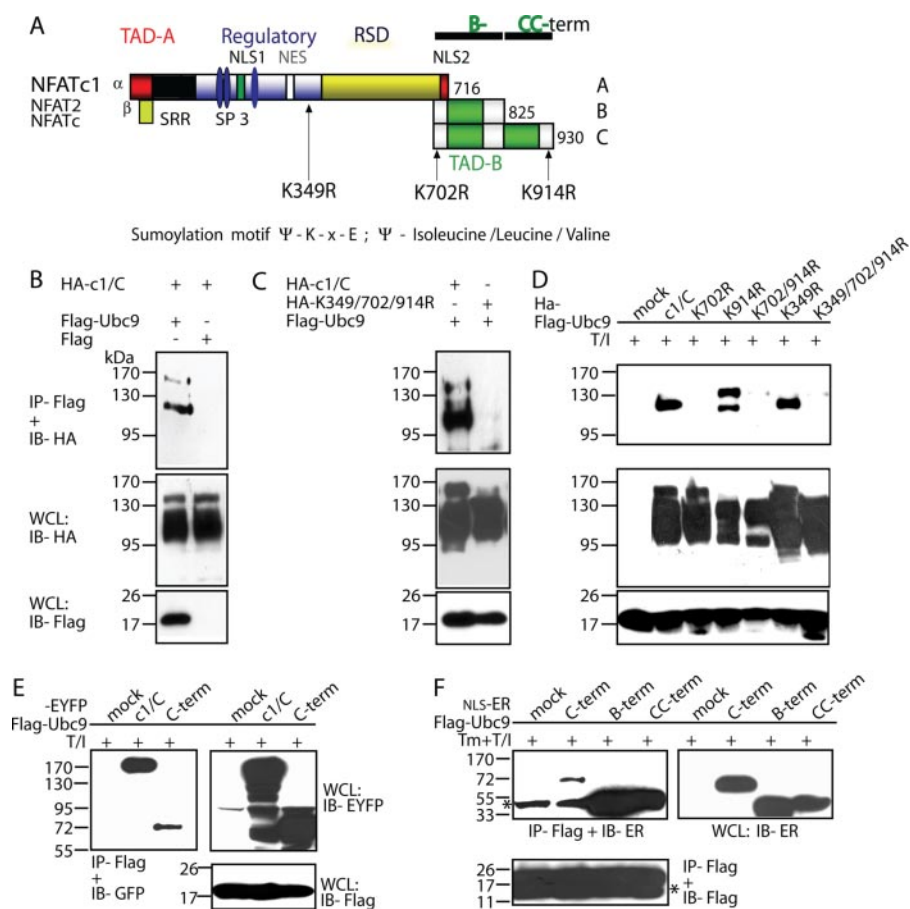 A
TAD-A Regulatory RSD B- CC-term
NLS1 NES NLS2
NFATc1 α 716 A
NFAT2 β 825 B
NFATc SRR SP 3 930 C
TAD-B
K349R K702R K914R
Sumoylation motif Ψ - K - x - E ; Ψ - Isoleucine /Leucine / Valine
B
HA-c1/C + +
Flag-Ubc9 + -
Flag - +
kDa
170
130
95
IP- Flag
+
IB- HA
170
130
95
WCL:
IB- HA
26
17
WCL:
IB- Flag
C
HA-c1/C + -
HA-K349/702/914R - +
Flag-Ubc9 + +
170
130
95
170
130
95
26
17
D
Ha- mock c1/C K702R K914R K702/914R K349R K349/702/914R
Flag-Ubc9
T/I + + + + + + +
170
130
95
170
130
95
26
17
E
-EYFP mock c1/C C-term mock c1/C C-term
Flag-Ubc9
T/I + + + + + +
170
130
95
72
55
IP- Flag
+
IB- GFP
WCL:
IB- EYFP
26
17
WCL:
IB- Flag
F
NLS-ER mock C-term B-term CC-term mock C-term B-term CC-term
Flag-Ubc9
Tm+T/I + + + + + + + +
170
72
55
*
33
IP- Flag + IB- ER WCL: IB- ER
26
17
11
*
IP- Flag
+
IB- Flag